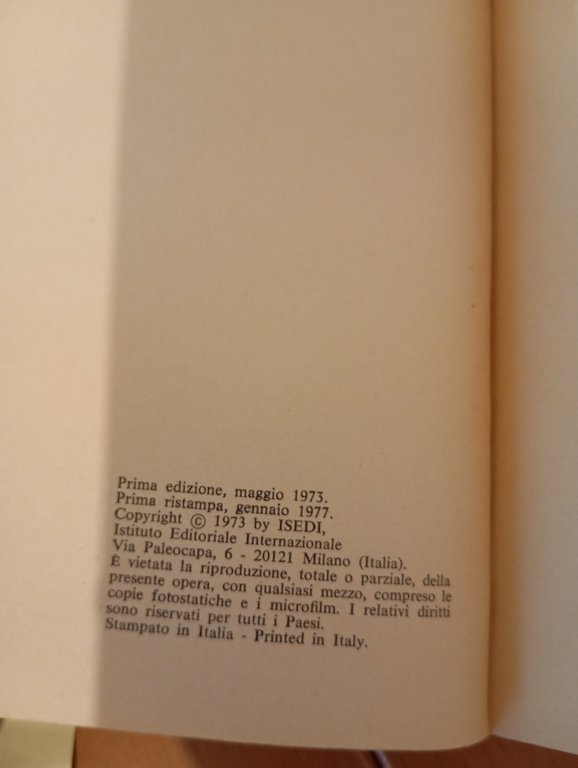 Prima edizione, maggio 1973.
Prima ristampa, gennaio 1977.
Copyright © 1973 by ISEDI,
Istituto Editoriale Internazionale
Via Paleocapa, 6 - 20121 Milano (Italia).
È vietata la riproduzione, totale o parziale, della
presente opera, con qualsiasi mezzo, compreso le
copie fotostatiche e i microfilm. I relativi diritti
sono riservati per tutti i Paesi.
Stampato in Italia - Printed in Italy.